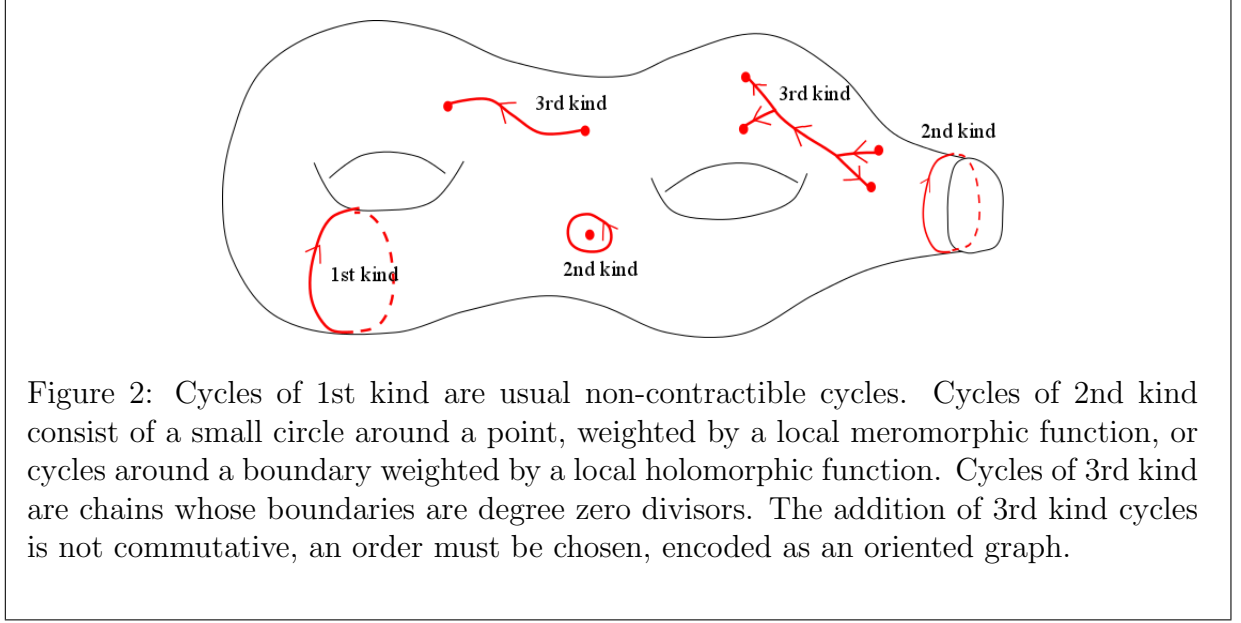 3rd kind
3rd kind
2nd kind
1st kind
2nd kind
Figure 2: Cycles of 1st kind are usual non-contractible cycles. Cycles of 2nd kind
consist of a small circle around a point, weighted by a local meromorphic function, or
cycles around a boundary weighted by a local holomorphic function. Cycles of 3rd kind
are chains whose boundaries are degree zero divisors. The addition of 3rd kind cycles
is not commutative, an order must be chosen, encoded as an oriented graph.